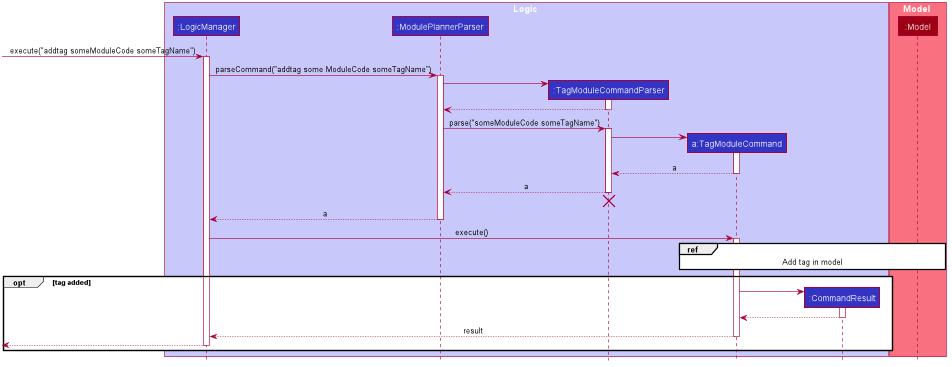 Logic
Model
:LogicManager
:ModulePlannerParser
:Model
execute("addtag someModuleCode someTagName")
parseCommand("addtag some ModuleCode someTagName")
:TagModuleCommandParser
parse("someModuleCode someTagName")
a:TagModuleCommand
a
a
a
execute()
ref
Add tag in model
opt
[tag added]
:CommandResult
result